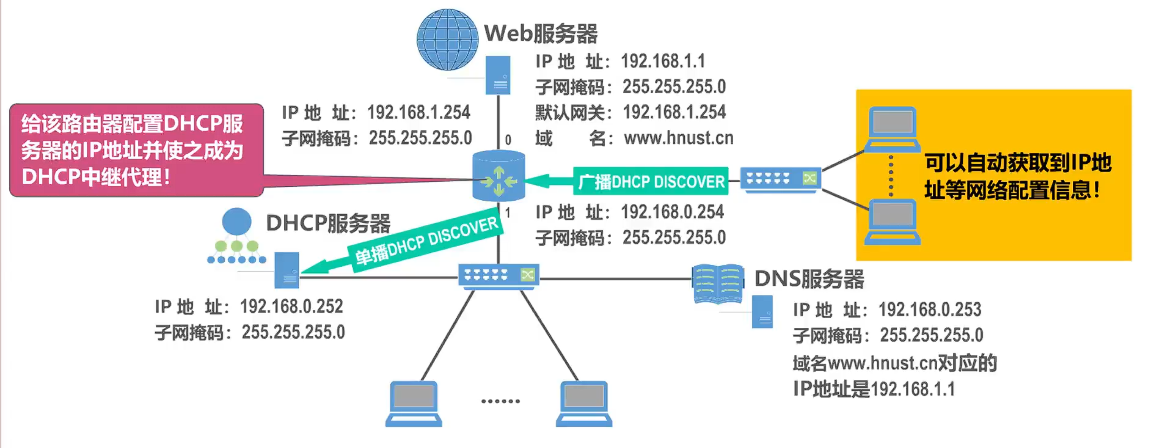 Web服务器
IP 地 址：192.168.1.1
子网掩码：255.255.255.0
默认网关：192.168.1.254
域 名：www.hnust.cn
IP 地 址：192.168.1.254
子网掩码：255.255.255.0
给该路由器配置DHCP服
务器的IP地址并使之成为
DHCP中继代理！
0
广播DHCP DISCOVER
可以自动获取到IP地
址等网络配置信息！
1
IP 地 址：192.168.0.254
子网掩码：255.255.255.0
DHCP服务器
单播DHCP DISCOVER
IP 地 址：192.168.0.252
子网掩码：255.255.255.0
DNS服务器
IP 地 址：192.168.0.253
子网掩码：255.255.255.0
域名www.hnust.cn对应的
IP地址是192.168.1.1
······